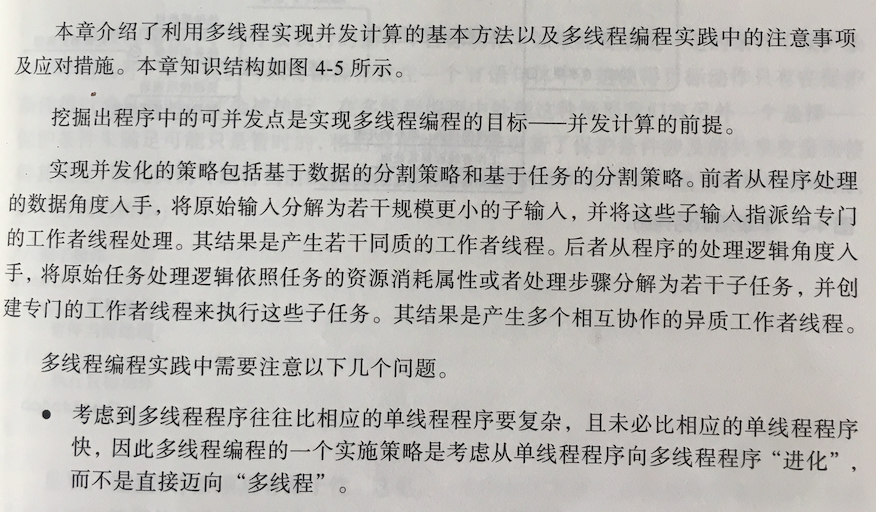 本章介绍了利用多线程实现并发计算的基本方法以及多线程编程实践中的注意事项
及应对措施。本章知识结构如图 4-5 所示。
挖掘出程序中的可并发点是实现多线程编程的目标——并发计算的前提。
实现并发化的策略包括基于数据的分割策略和基于任务的分割策略。前者从程序处理
的数据角度入手，将原始输入分解为若干规模更小的子输入，并将这些子输入指派给专门
的工作者线程处理。其结果是产生若干同质的工作者线程。后者从程序的处理逻辑角度入
手，将原始任务处理逻辑依照任务的资源消耗属性或者处理步骤分解为若干子任务，并创
建专门的工作者线程来执行这些子任务。其结果是产生多个相互协作的异质工作者线程。
多线程编程实践中需要注意以下几个问题。
● 考虑到多线程程序往往比相应的单线程程序要复杂，且未必比相应的单线程程序
快，因此多线程编程的一个实施策略是考虑从单线程程序向多线程程序“进化”，
而不是直接迈向“多线程”。